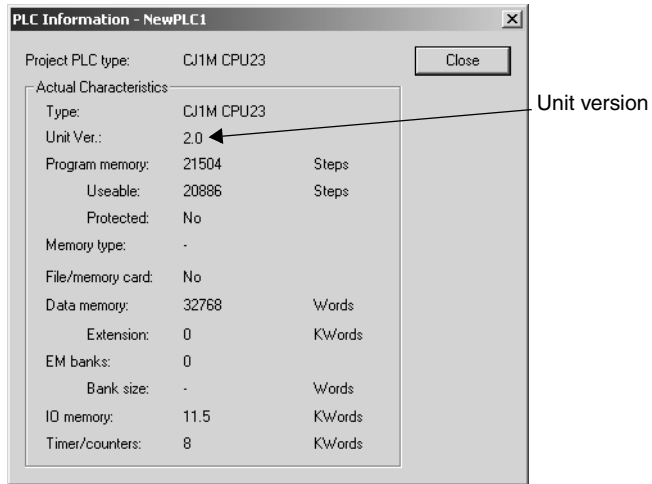 PLC Information - NewPLC1
Project PLC type: CJ1M CPU23 Close
Actual Characteristics
Type: CJ1M CPU23
Unit version
Unit Ver.: 2.0
Program memory: 21504 Steps
Useable: 20886 Steps
Protected: No
Memory type: -
File/memory card: No
Data memory: 32768 Words
Extension: 0 KWords
EM banks: 0
Bank size: - Words
IO memory: 11.5 KWords
Timer/counters: 8 KWords